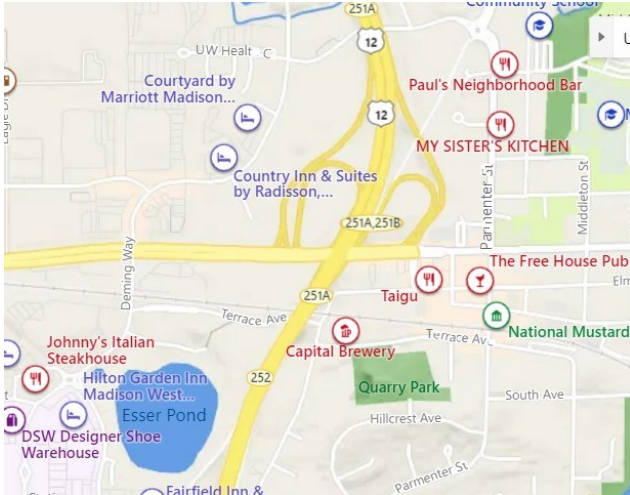 Community School
251A
12
UW Healt
Paul's Neighborhood Bar
Courtyard by
Marriott Madison...
12
MY SISTER'S KITCHEN
Country Inn & Suites
by Radisson,...
Parmenter St
Middleton St
251A,251B
Deming Way
The Free House Pub
Taigu
251A
Elm
Terrace Ave
National Mustard
Capital Brewery
Terrace Ave
Johnny's Italian
Steakhouse
252
Hilton Garden Inn
Madison West...
Quarry Park
South Ave
Esser Pond
Hillcrest Ave
DSW Designer Shoe
Warehouse
Parmenter St
Fairfield Inn &